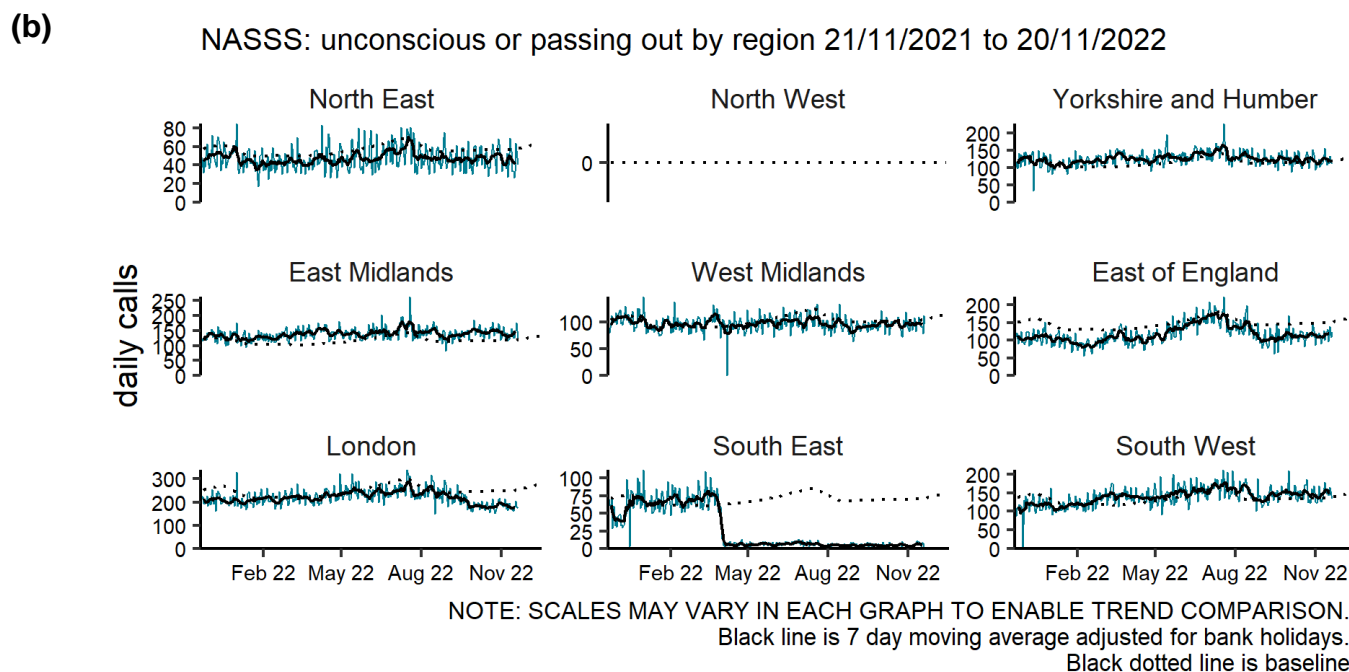 (b)
NASSS: unconscious or passing out by region 21/11/2021 to 20/11/2022
North East
North West
Yorkshire and Humber
80
60
40
20
0
0
200
150
100
50
0
daily calls
East Midlands
West Midlands
East of England
250
200
150
100
50
0
100
50
0
200
150
100
50
0
London
South East
South West
300
200
100
0
100
75
50
25
0
200
150
100
50
0
Feb 22 May 22 Aug 22 Nov 22
Feb 22 May 22 Aug 22 Nov 22
Feb 22 May 22 Aug 22 Nov 22
NOTE: SCALES MAY VARY IN EACH GRAPH TO ENABLE TREND COMPARISON.
Black line is 7 day moving average adjusted for bank holidays.
Black dotted line is baseline